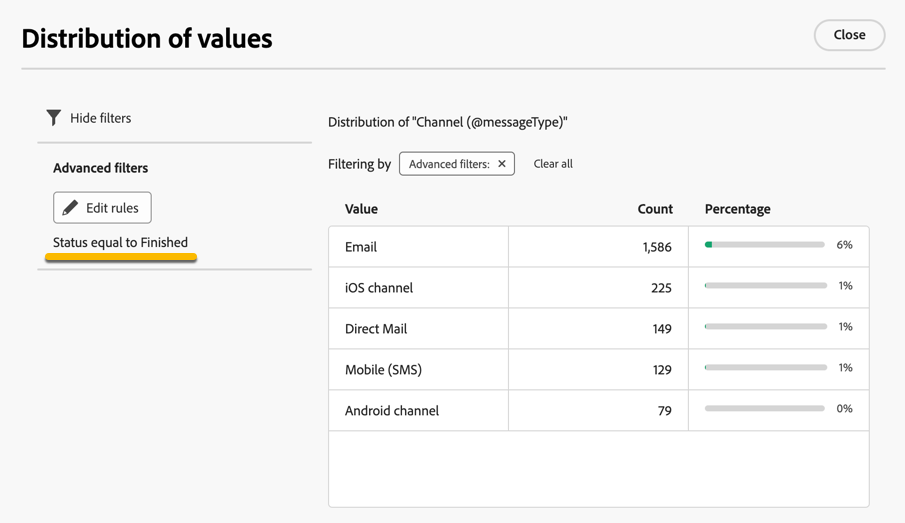 Distribution of values
Close
Hide filters
Advanced filters
Edit rules
Status equal to Finished
Distribution of "Channel (@messageType)"
Filtering by Advanced filters: ✕ Clear all
Value Count Percentage
Email 1,586 6%
iOS channel 225 1%
Direct Mail 149 1%
Mobile (SMS) 129 1%
Android channel 79 0%